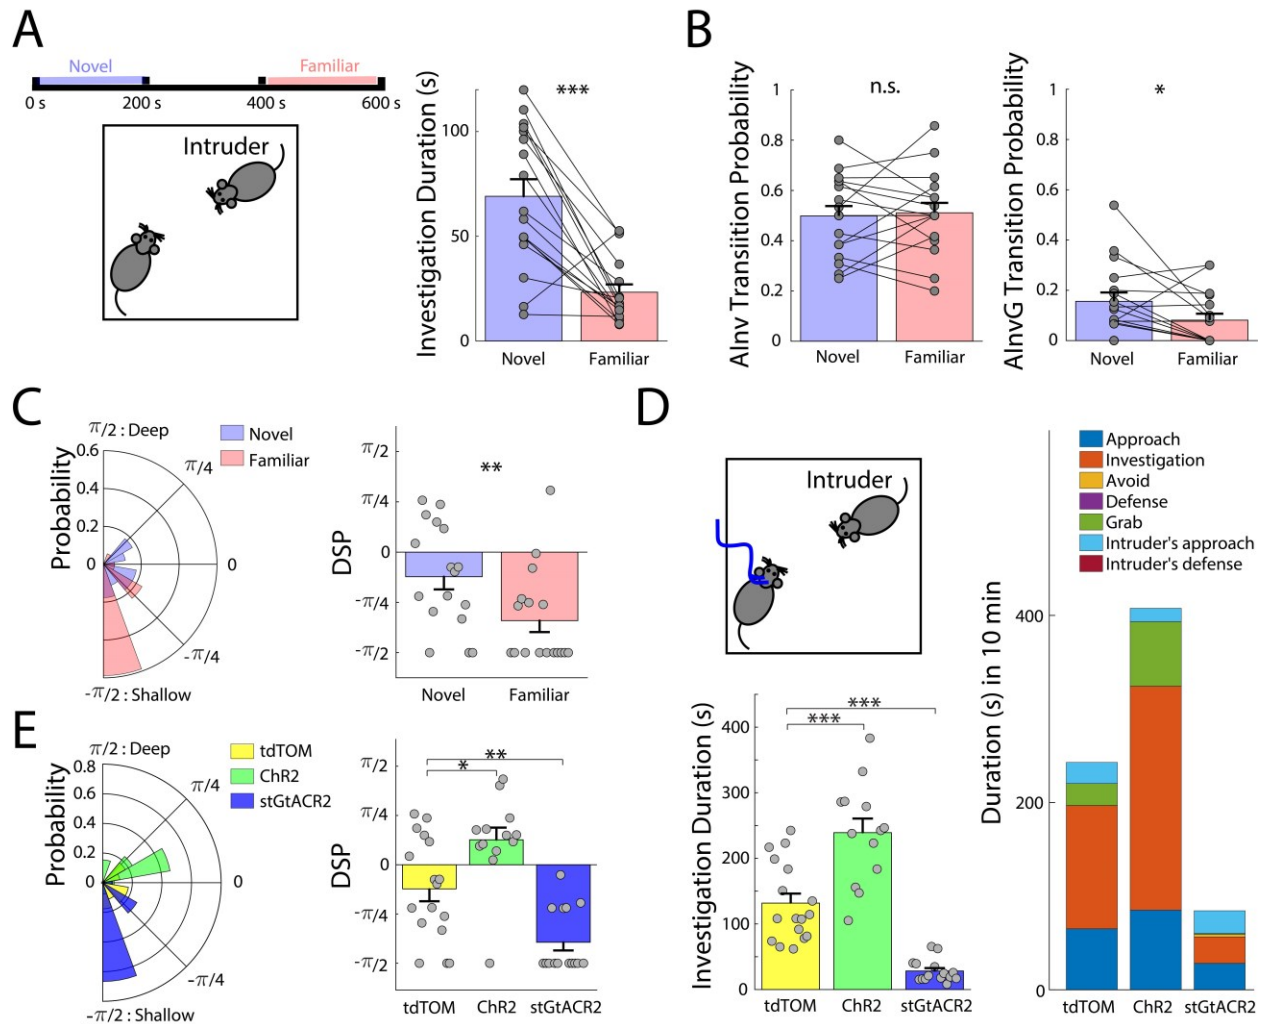 A
Novel
Familiar
0 s
200 s
400 s
600 s
Intruder
Investigation Duration (s)
100
50
0
***
Novel
Familiar
B
AInv Transition Probability
1
0.8
0.6
0.4
0.2
0
n.s.
Novel
Familiar
AInvG Transition Probability
1
0.8
0.6
0.4
0.2
0
*
Novel
Familiar
C
π/2 : Deep
Novel
Familiar
Probability
0.6
0.4
0.2
0
π/4
0
-π/4
-π/2 : Shallow
DSP
π/2
π/4
0
-π/4
-π/2
**
Novel
Familiar
D
Intruder
Investigation Duration (s)
400
300
200
100
0
***
***
tdTOM
ChR2
stGtACR2
Approach
Investigation
Avoid
Defense
Grab
Intruder's approach
Intruder's defense
Duration (s) in 10 min
400
200
0
tdTOM
ChR2
stGtACR2
E
π/2 : Deep
tdTOM
ChR2
stGtACR2
Probability
0.8
0.6
0.4
0.2
0
π/4
0
-π/4
-π/2 : Shallow
DSP
π/2
π/4
0
-π/4
-π/2
**
*
tdTOM
ChR2
stGtACR2